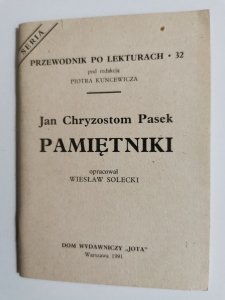 SERIA
PRZEWODNIK PO LEKTURACH • 32
pod redakcją
PIOTRA KUNCEWICZA
Jan Chryzostom Pasek
PAMIĘTNIKI
opracował
WIESŁAW SOLECKI
DOM WYDAWNICZY „JOTA"
Warszawa 1991